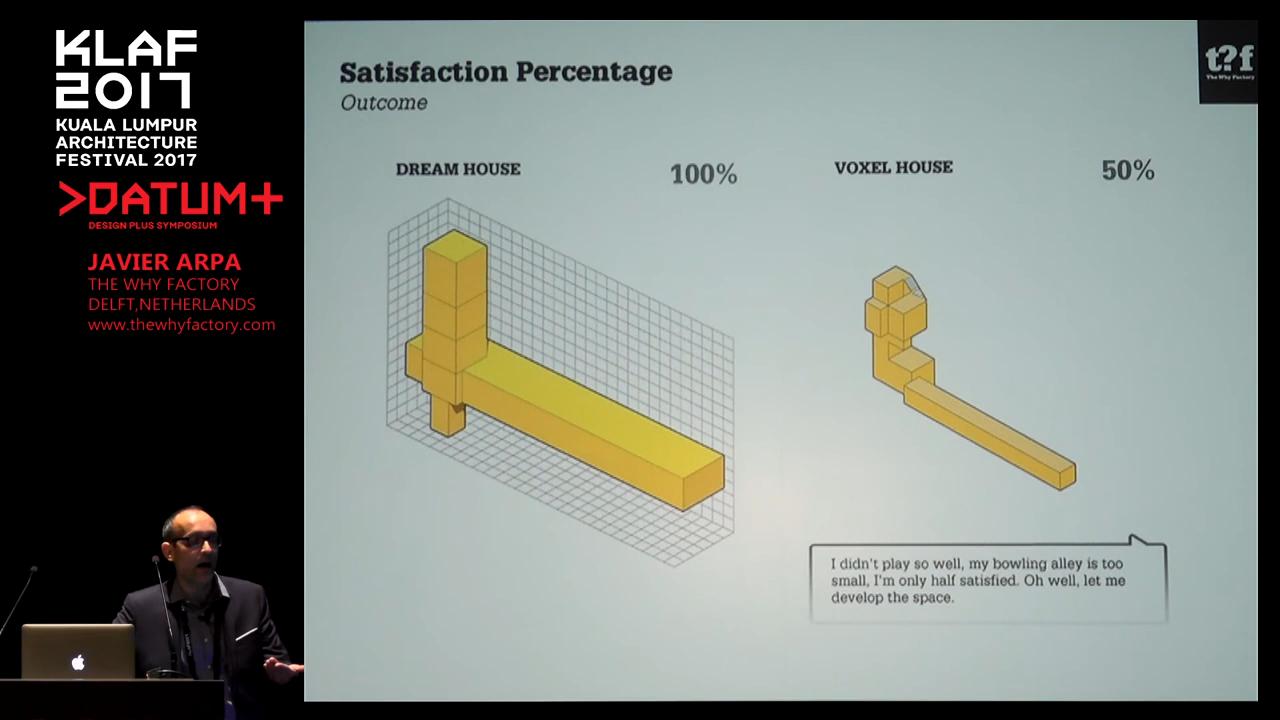 KLAF
2017
KUALA LUMPUR
ARCHITECTURE
FESTIVAL 2017
>DATUM+
DESIGN PLUS SYMPOSIUM
JAVIER ARPA
THE WHY FACTORY
DELFT,NETHERLANDS
www.thewhyfactory.com
Satisfaction Percentage
Outcome
t?f
The Why Factory
DREAM HOUSE
100%
VOXEL HOUSE
50%
I didn't play so well, my bowling alley is too
small, I'm only half satisfied. Oh well, let me
develop the space.